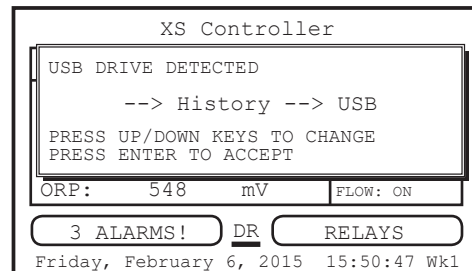 XS Controller
USB DRIVE DETECTED
--> History --> USB
PRESS UP/DOWN KEYS TO CHANGE
PRESS ENTER TO ACCEPT
ORP: 548 mV FLOW: ON
3 ALARMS! DR RELAYS
Friday, February 6, 2015 15:50:47 Wk1